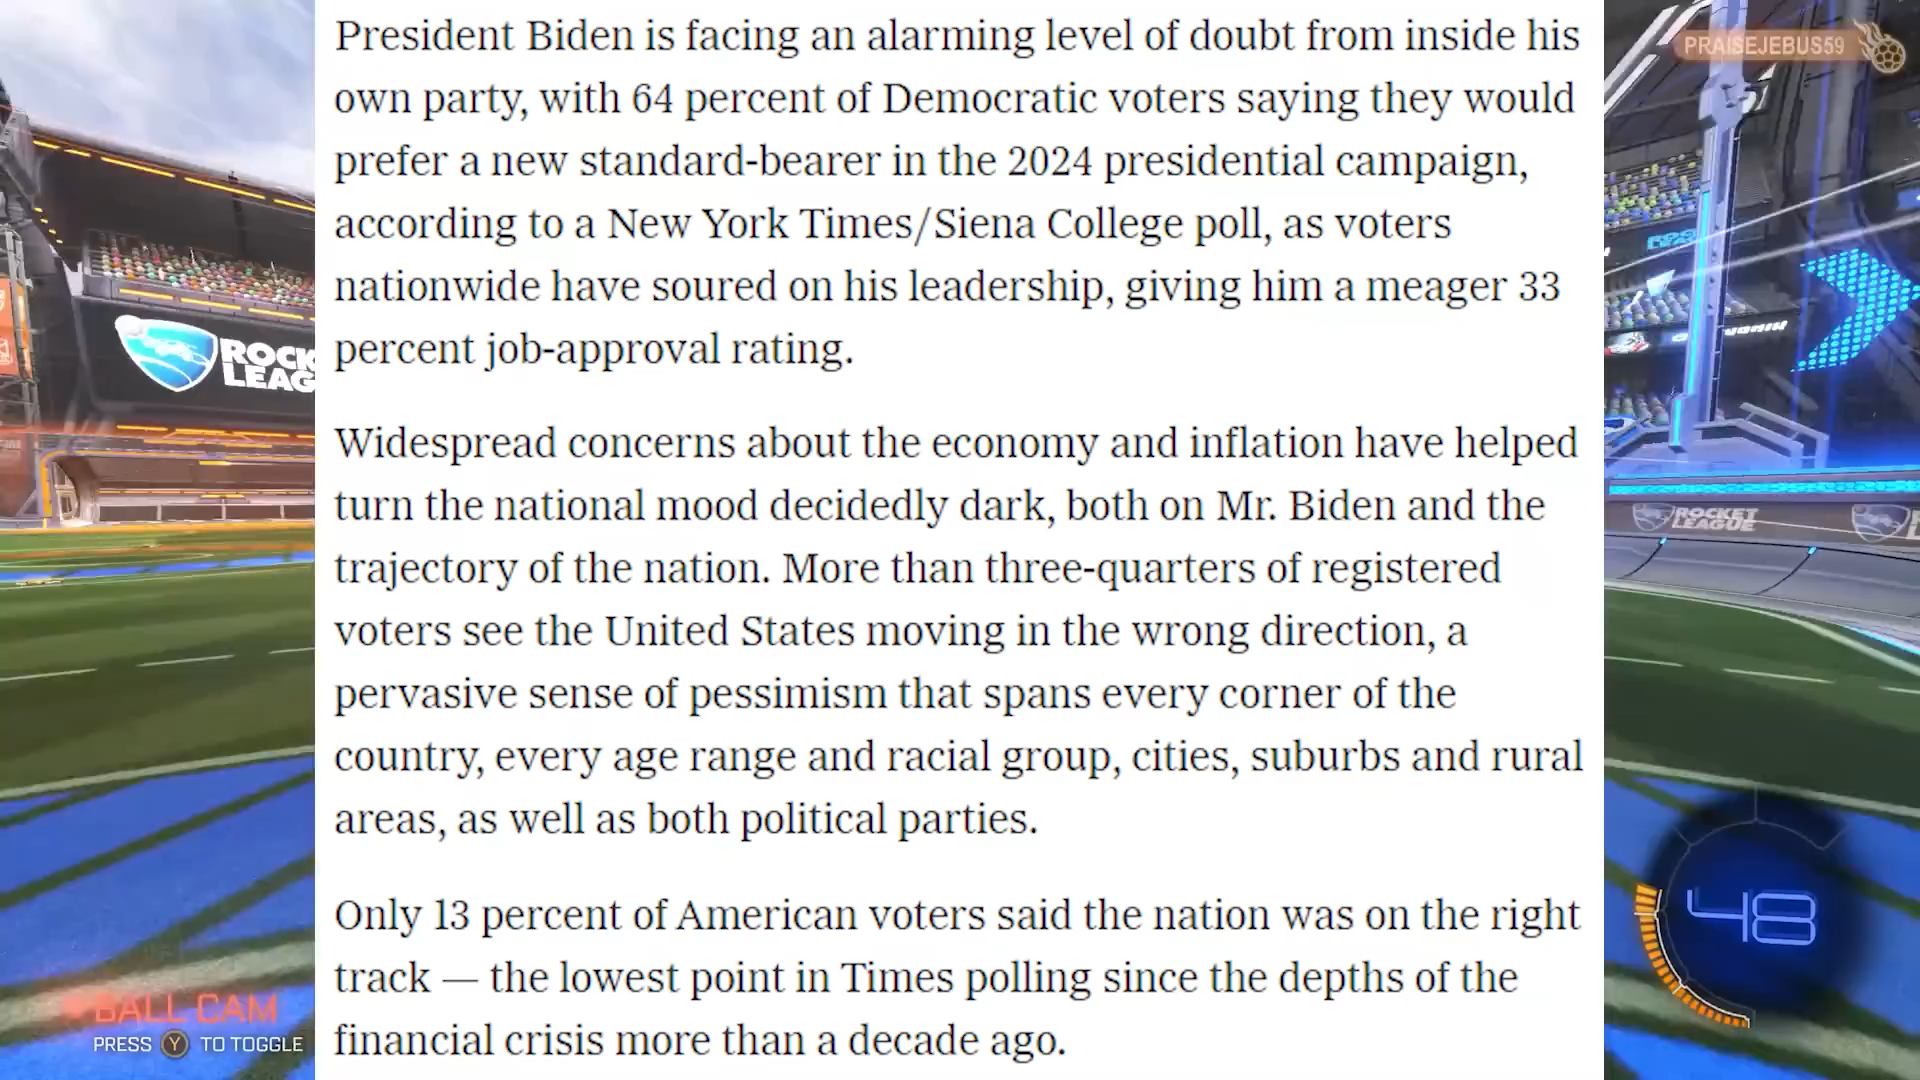 President Biden is facing an alarming level of doubt from inside his
own party, with 64 percent of Democratic voters saying they would
prefer a new standard-bearer in the 2024 presidential campaign,
according to a New York Times/Siena College poll, as voters
nationwide have soured on his leadership, giving him a meager 33
percent job-approval rating.
Widespread concerns about the economy and inflation have helped
turn the national mood decidedly dark, both on Mr. Biden and the
trajectory of the nation. More than three-quarters of registered
voters see the United States moving in the wrong direction, a
pervasive sense of pessimism that spans every corner of the
country, every age range and racial group, cities, suburbs and rural
areas, as well as both political parties.
Only 13 percent of American voters said the nation was on the right
track — the lowest point in Times polling since the depths of the
financial crisis more than a decade ago.
PRAISEJEBUS59
ROCK
LEAG
ROCKET
LEAGUE
48
BALL CAM
PRESS Y TO TOGGLE